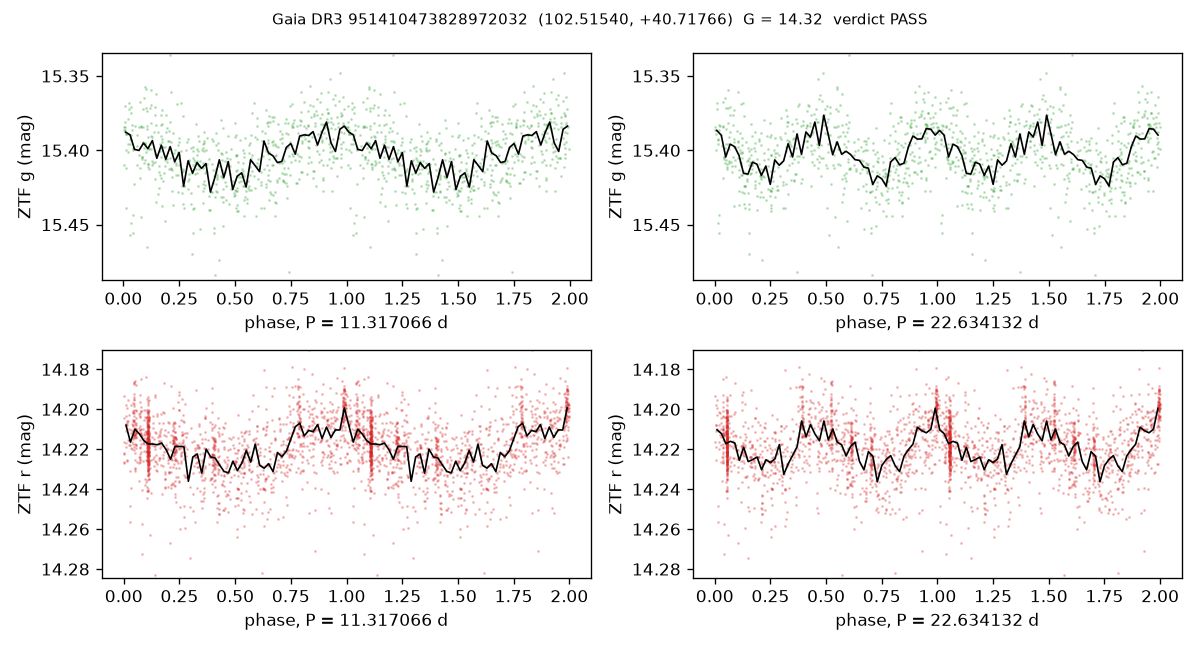 Gaia DR3 951410473828972032 (102.51540, +40.71766) G = 14.32 verdict PASS
ZTF g (mag)
15.35
15.40
15.45
0.00 0.25 0.50 0.75 1.00 1.25 1.50 1.75 2.00
phase, P = 11.317066 d
ZTF g (mag)
15.35
15.40
15.45
0.00 0.25 0.50 0.75 1.00 1.25 1.50 1.75 2.00
phase, P = 22.634132 d
ZTF r (mag)
14.18
14.20
14.22
14.24
14.26
14.28
0.00 0.25 0.50 0.75 1.00 1.25 1.50 1.75 2.00
phase, P = 11.317066 d
ZTF r (mag)
14.18
14.20
14.22
14.24
14.26
14.28
0.00 0.25 0.50 0.75 1.00 1.25 1.50 1.75 2.00
phase, P = 22.634132 d